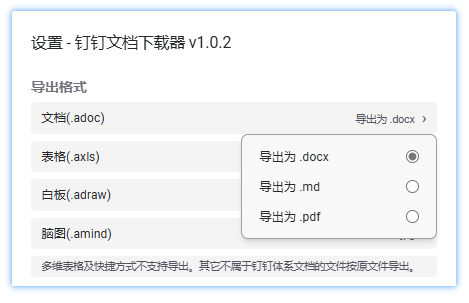 设置 - 钉钉文档下载器 v1.0.2
导出格式
文档(.adoc) 导出为 .docx
表格(.axls)
导出为 .docx
白板(.adraw)
导出为 .md
导出为 .pdf
脑图(.amind)
多维表格及快捷方式不支持导出。其它不属于钉钉体系文档的文件按原文件导出。